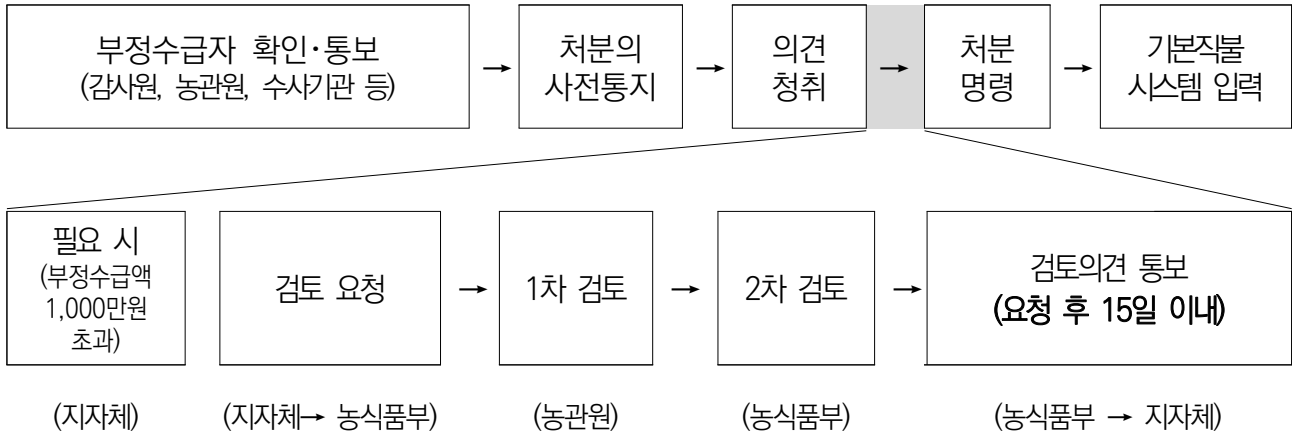 부정수급자 확인·통보
(감사원, 농관원, 수사기관 등)
→
처분의
사전통지
→
의견
청취
→
처분
명령
→
기본직불
시스템 입력
필요 시
(부정수급액
1,000만원
초과)
검토 요청
→
1차 검토
→
2차 검토
→
검토의견 통보
(요청 후 15일 이내)
(지자체)
(지자체→ 농식품부)
(농관원)
(농식품부)
(농식품부 → 지자체)